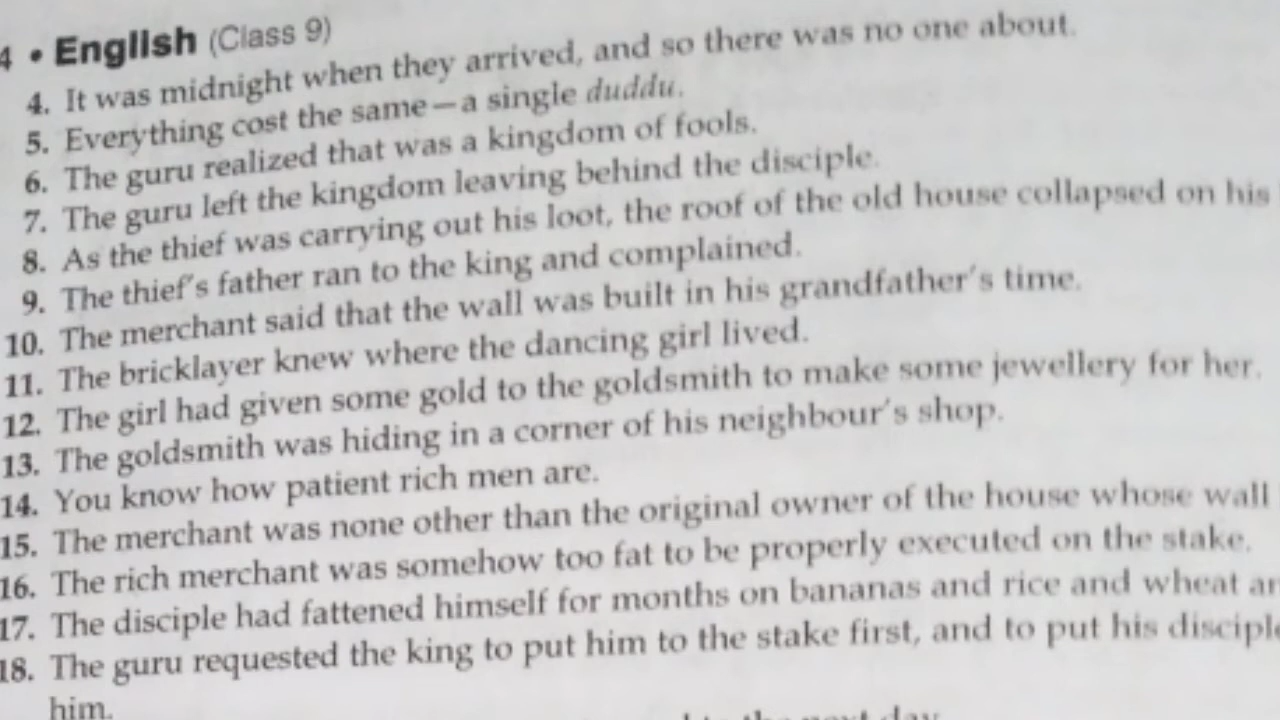 4 • English (Class 9)
4. It was midnight when they arrived, and so there was no one about.
5. Everything cost the same—a single duddu.
6. The guru realized that was a kingdom of fools.
7. The guru left the kingdom leaving behind the disciple.
8. As the thief was carrying out his loot, the roof of the old house collapsed on his
9. The thief's father ran to the king and complained.
10. The merchant said that the wall was built in his grandfather's time.
11. The bricklayer knew where the dancing girl lived.
12. The girl had given some gold to the goldsmith to make some jewellery for her.
13. The goldsmith was hiding in a corner of his neighbour's shop.
14. You know how patient rich men are.
15. The merchant was none other than the original owner of the house whose wall
16. The rich merchant was somehow too fat to be properly executed on the stake.
17. The disciple had fattened himself for months on bananas and rice and wheat
18. The guru requested the king to put him to the stake first, and to put his
him.
the next day